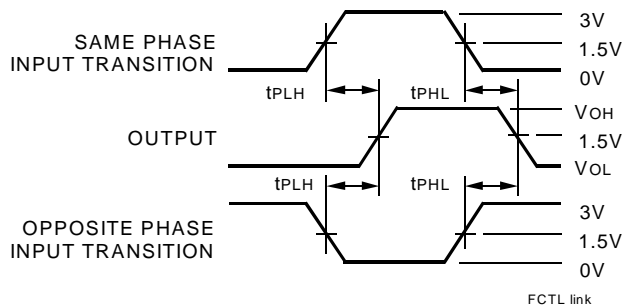 SAME PHASE
INPUT TRANSITION
3V
1.5V
0V
tPLH
tPHL
OUTPUT
VOH
1.5V
VOL
tPLH
tPHL
OPPOSITE PHASE
INPUT TRANSITION
3V
1.5V
0V
FCTL link